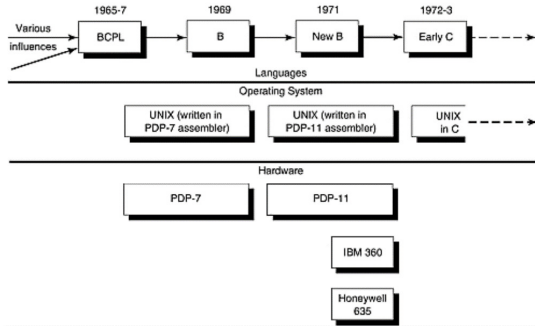 1965-7
1969
1971
1972-3
Various
influences
BCPL
B
New B
Early C
Languages
Operating System
UNIX (written in
PDP-7 assembler)
UNIX (written in
PDP-11 assembler)
UNIX
in C
Hardware
PDP-7
PDP-11
IBM 360
Honeywell
635